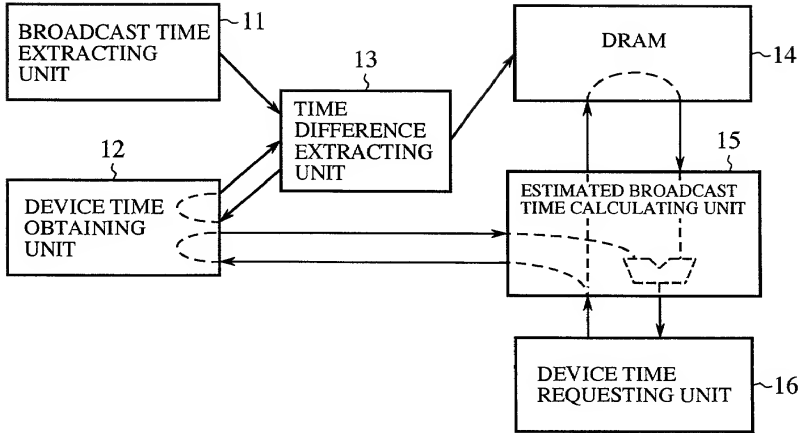 BROADCAST TIME
EXTRACTING
UNIT
11
DRAM
14
13
TIME
DIFFERENCE
EXTRACTING
UNIT
12
DEVICE TIME
OBTAINING
UNIT
15
ESTIMATED BROADCAST
TIME CALCULATING UNIT
DEVICE TIME
REQUESTING UNIT
16